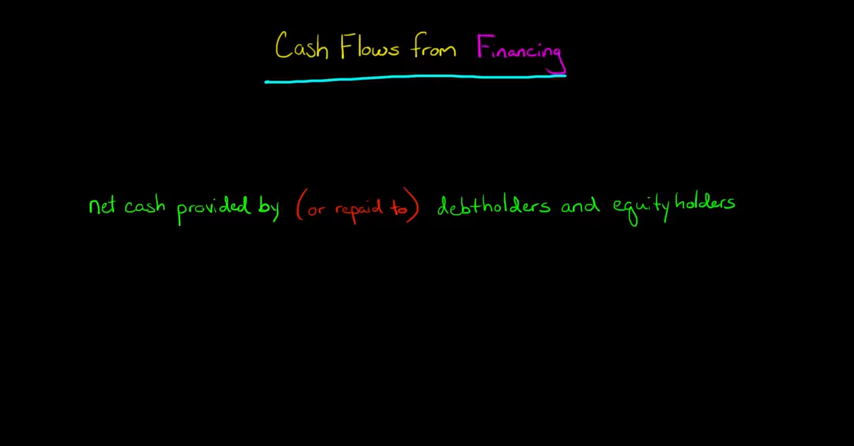 Cash Flows from Financing
net cash provided by (or repaid to) debtholders and equity holders